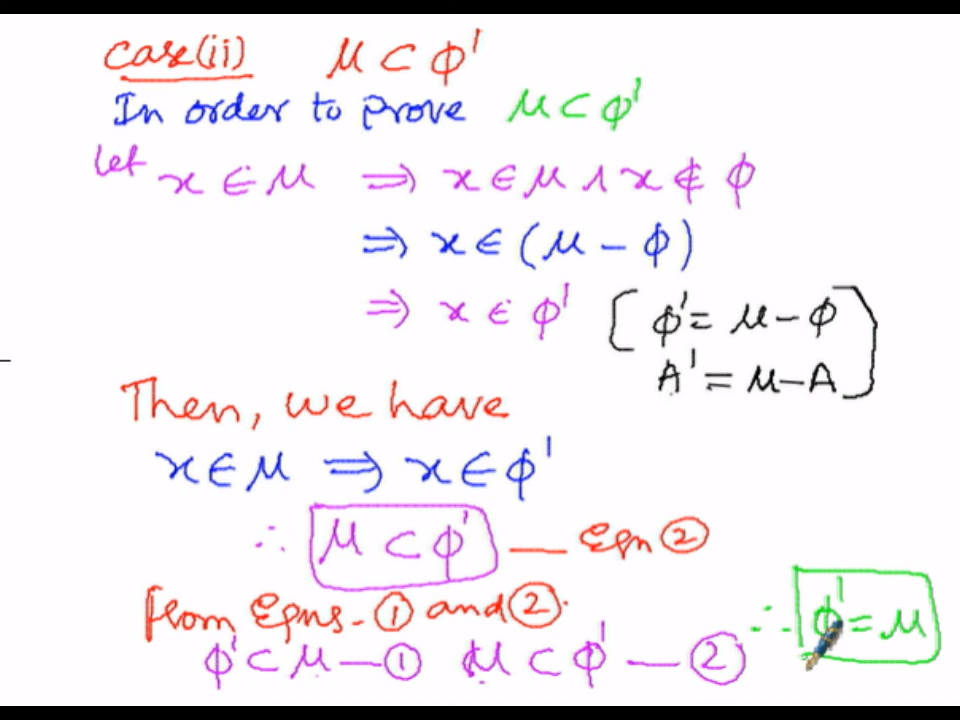 Case(ii) μ ⊂ φ'
In order to prove μ ⊂ φ'
let x ∈ μ ⇒ x ∈ μ ∧ x ∉ φ
⇒ x ∈ (μ – φ)
⇒ x ∈ φ' [φ' = μ – φ
A' = μ – A]
Then, we have
x ∈ μ ⇒ x ∈ φ'
∴ μ ⊂ φ' — Eqn ②
from Eqns. ① and ②.
∴ φ' = μ
φ' ⊂ μ — ① μ ⊂ φ' — ②